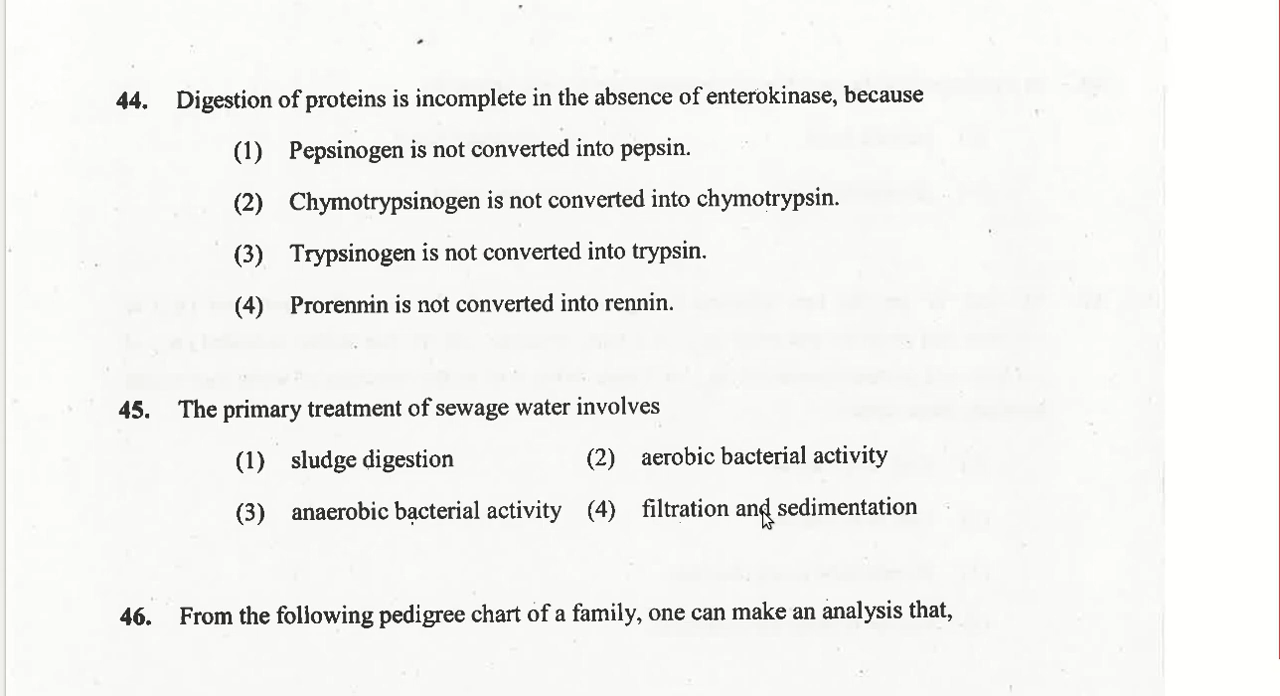 44. Digestion of proteins is incomplete in the absence of enterokinase, because
(1) Pepsinogen is not converted into pepsin.
(2) Chymotrypsinogen is not converted into chymotrypsin.
(3) Trypsinogen is not converted into trypsin.
(4) Prorennin is not converted into rennin.
45. The primary treatment of sewage water involves
(1) sludge digestion (2) aerobic bacterial activity
(3) anaerobic bacterial activity (4) filtration and sedimentation
46. From the following pedigree chart of a family, one can make an analysis that,